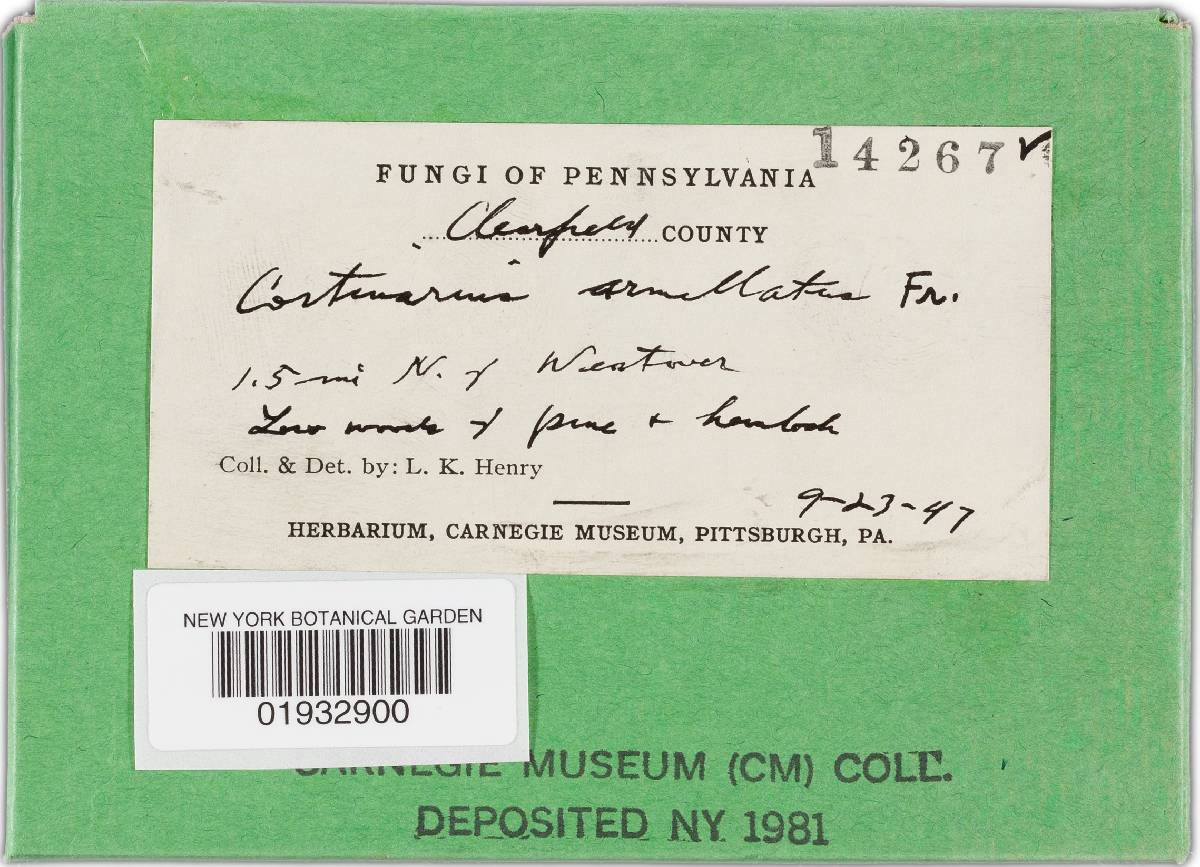 14267 ✓
FUNGI OF PENNSYLVANIA
Clearfield COUNTY
Cortinarius armillatus Fr.
1.5 mi N. of Westover
Low woods of pine + hemlock
Coll. & Det. by: L. K. Henry
9-23-47
HERBARIUM, CARNEGIE MUSEUM, PITTSBURGH, PA.
NEW YORK BOTANICAL GARDEN
01932900
CARNEGIE MUSEUM (CM) COLL.
DEPOSITED NY 1981